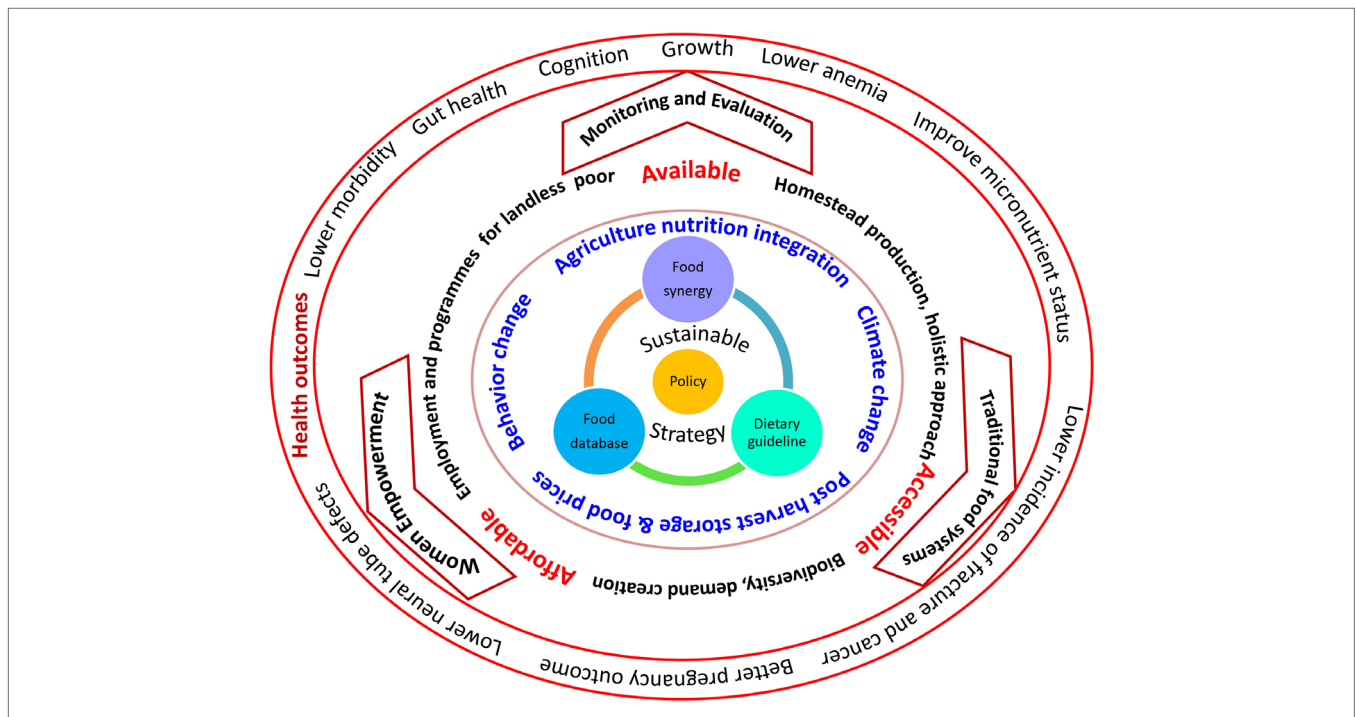 Health outcomes
Lower morbidity
Gut health
Cognition
Growth
Lower anemia
Improve micronutrient status
Lower incidence of fracture and cancer
Better pregnancy outcome
Lower neural tube defects
Monitoring and Evaluation
Traditional food systems
Women Empowerment
Available
Homestead production, holistic approach
Accessible
Biodiversity, demand creation
Affordable
Employment and programmes for landless poor
Agriculture nutrition integration
Climate change
Post harvest storage & food prices
Behavior change
Food
synergy
Sustainable
Policy
Strategy
Food
database
Dietary
guideline